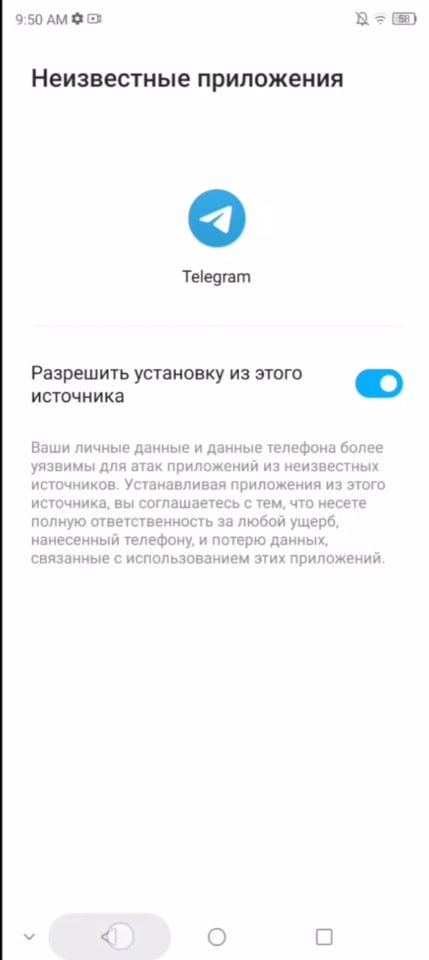 9:50 AM
58
Неизвестные приложения
Telegram
Разрешить установку из этого
источника
Ваши личные данные и данные телефона более
уязвимы для атак приложений из неизвестных
источников. Устанавливая приложения из этого
источника, вы соглашаетесь с тем, что несете
полную ответственность за любой ущерб,
нанесенный телефону, и потерю данных,
связанные с использованием этих приложений.